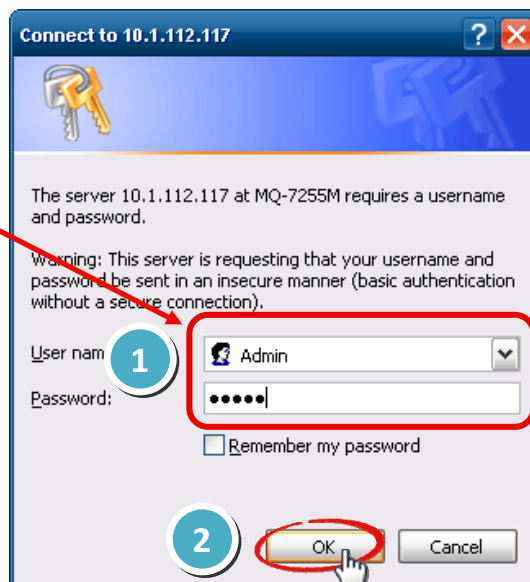 Connect to 10.1.112.117
?
The server 10.1.112.117 at MQ-7255M requires a username
and password.
Warning: This server is requesting that your username and
password be sent in an insecure manner (basic authentication
without a secure connection).
User nam
1
Admin
Password:
•••••
Remember my password
2
OK
Cancel